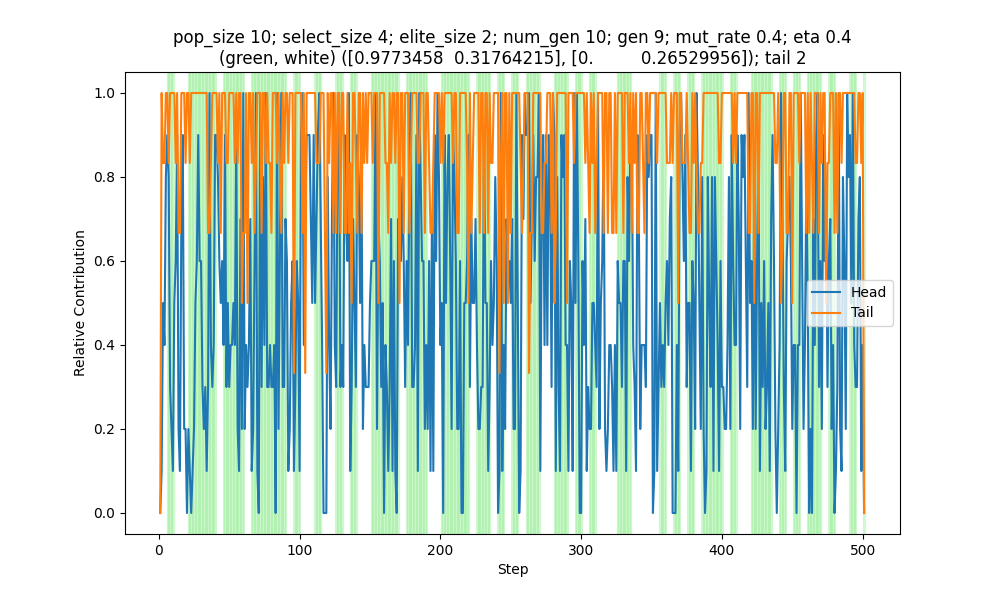 pop_size 10; select_size 4; elite_size 2; num_gen 10; gen 9; mut_rate 0.4; eta 0.4
(green, white) ([0.9773458  0.31764215], [0.         0.26529956]); tail 2
1.0
0.8
0.6
0.4
0.2
0.0
Relative Contribution
Head
Tail
0
100
200
300
400
500
Step